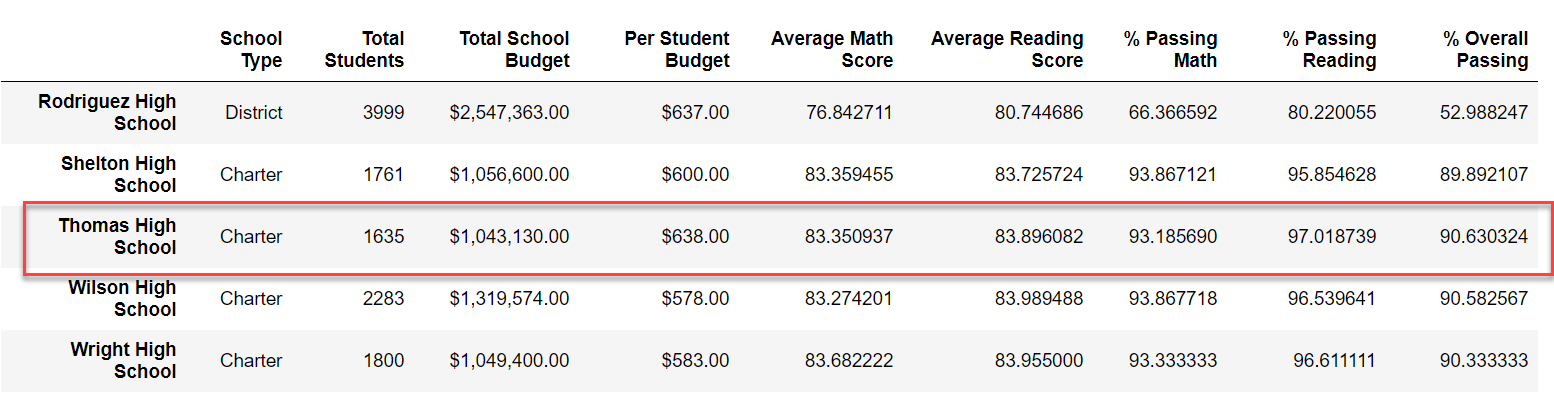 School Type Total Students Total School Budget Per Student Budget Average Math Score Average Reading Score % Passing Math % Passing Reading % Overall Passing
Rodriguez High School District 3999 $2,547,363.00 $637.00 76.842711 80.744686 66.366592 80.220055 52.988247
Shelton High School Charter 1761 $1,056,600.00 $600.00 83.359455 83.725724 93.867121 95.854628 89.892107
Thomas High School Charter 1635 $1,043,130.00 $638.00 83.350937 83.896082 93.185690 97.018739 90.630324
Wilson High School Charter 2283 $1,319,574.00 $578.00 83.274201 83.989488 93.867718 96.539641 90.582567
Wright High School Charter 1800 $1,049,400.00 $583.00 83.682222 83.955000 93.333333 96.611111 90.333333